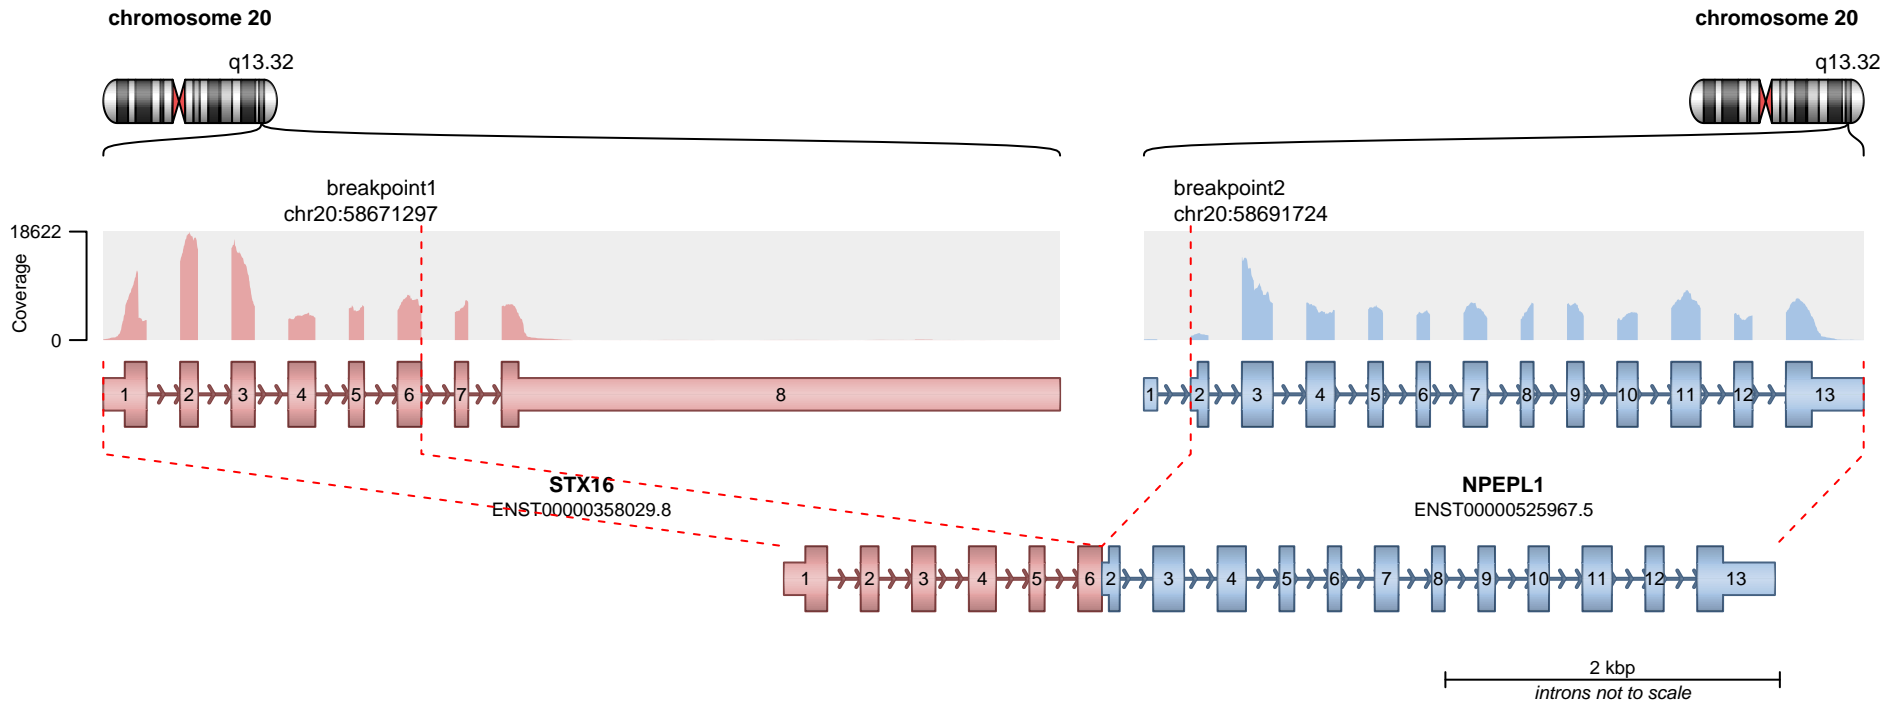 chromosome 20
chromosome 20
q13.32
q13.32
breakpoint1
chr20:58671297
breakpoint2
chr20:58691724
18622
Coverage
0
1 2 3 4 5 6 7 8
1 2 3 4 5 6 7 8 9 10 11 12 13
STX16
ENST00000358029.8
NPEPL1
ENST00000525967.5
1 2 3 4 5 6 2 3 4 5 6 7 8 9 10 11 12 13
2 kbp
introns not to scale